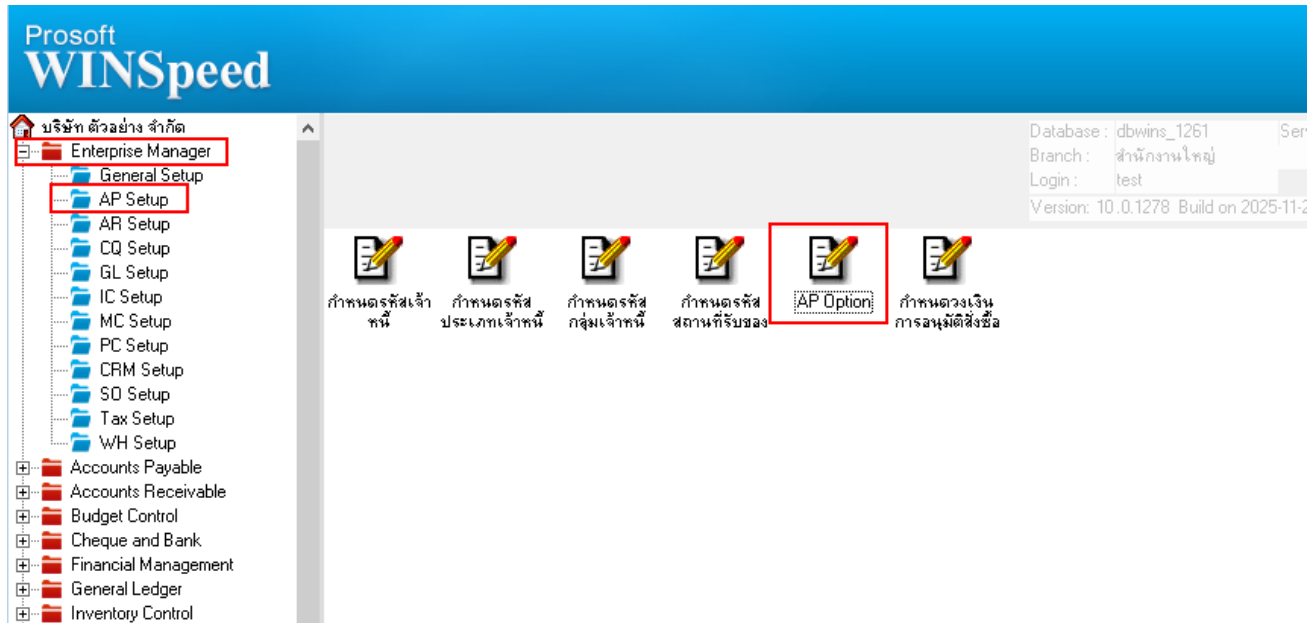 Prosoft
WINSpeed
บริษัท ตัวอย่าง จำกัด
Enterprise Manager
General Setup
AP Setup
AR Setup
CQ Setup
GL Setup
IC Setup
MC Setup
PC Setup
CRM Setup
SO Setup
Tax Setup
WH Setup
Accounts Payable
Accounts Receivable
Budget Control
Cheque and Bank
Financial Management
General Ledger
Inventory Control
Database : dbwins_1261 Ser
Branch : สำนักงานใหญ่
Login : test
Version: 10.0.1278 Build on 2025-11-2
กำหนดรหัสเจ้า
หนี้
กำหนดรหัส
ประเภทเจ้าหนี้
กำหนดรหัส
กลุ่มเจ้าหนี้
กำหนดรหัส
สถานที่รับของ
AP Option
กำหนดวงเงิน
การอนุมัติสั่งซื้อ